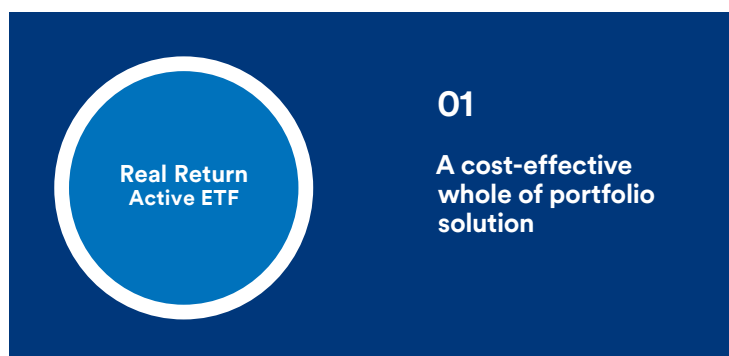 Real Return
Active ETF
01
A cost-effective
whole of portfolio
solution